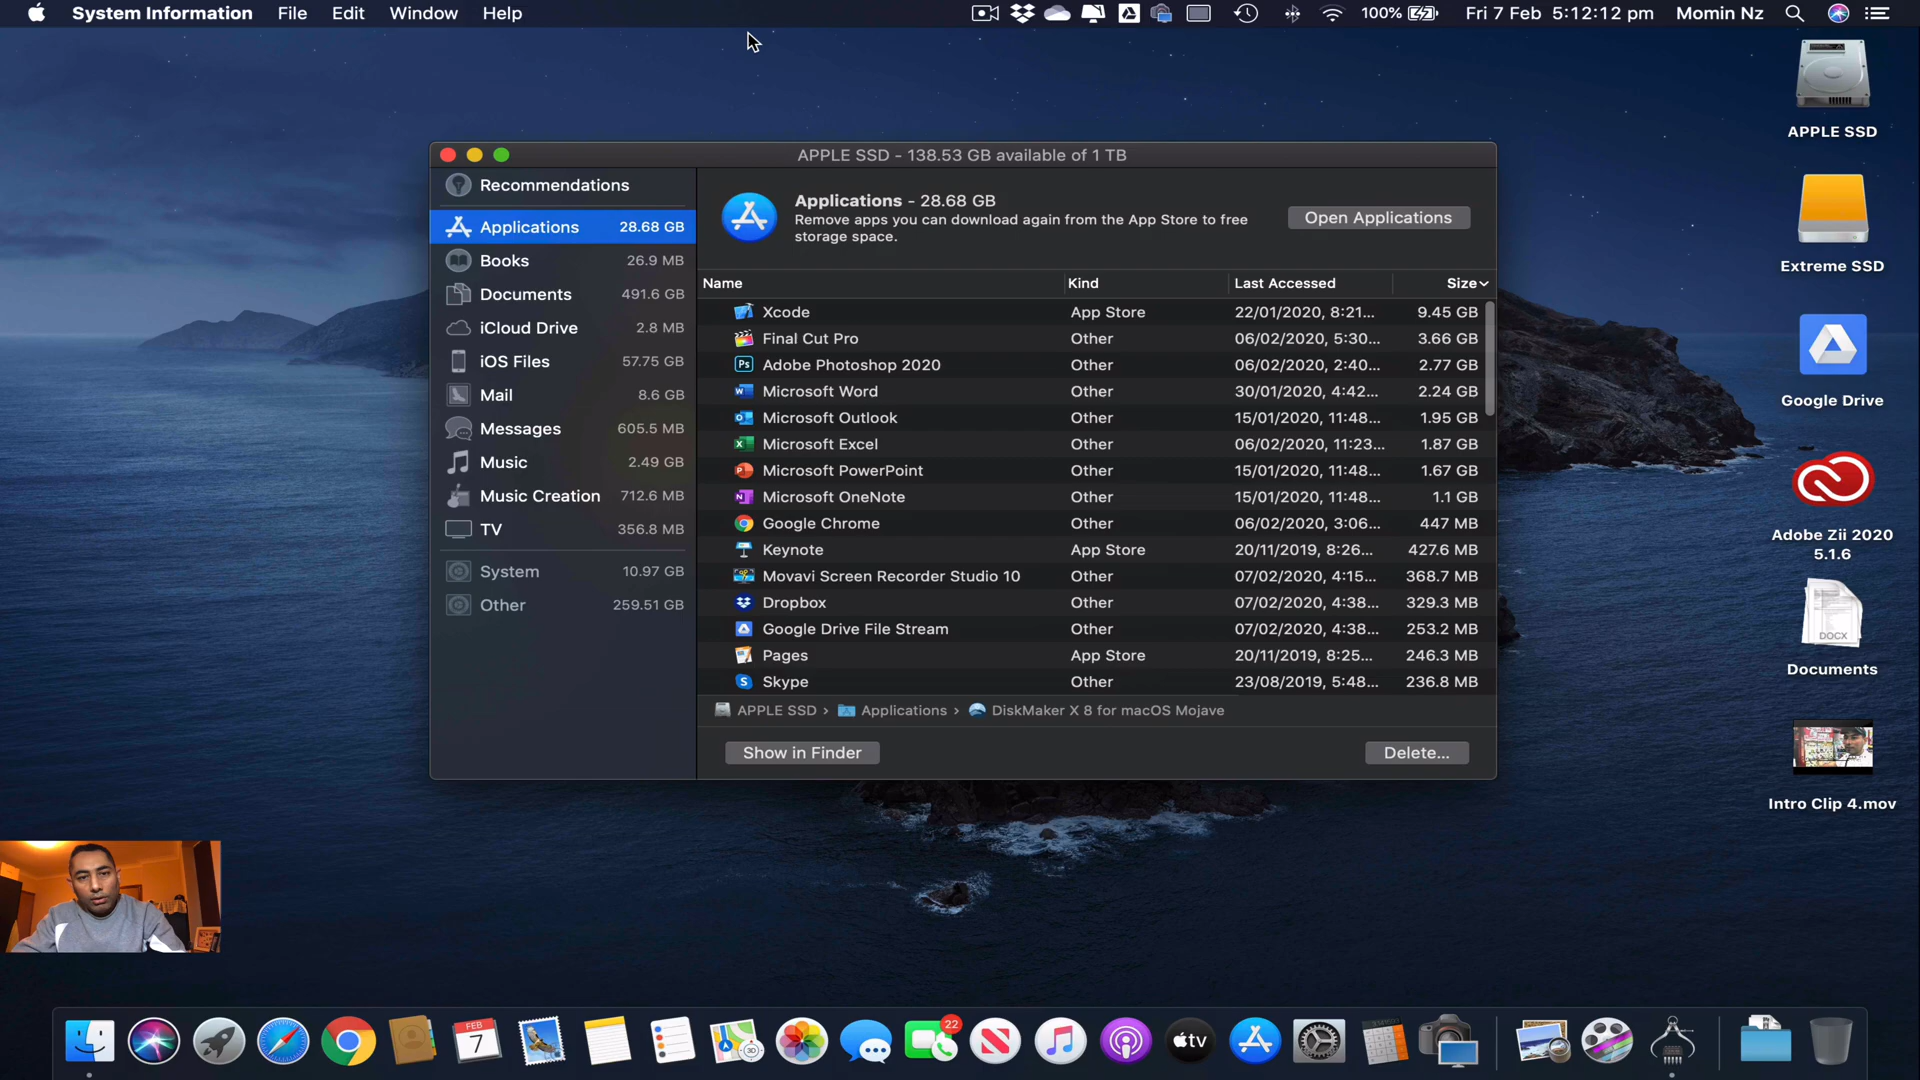 System Information File Edit Window Help 100% Fri 7 Feb 5:12:12 pm Momin Nz
APPLE SSD - 138.53 GB available of 1 TB
Recommendations
Applications 28.68 GB
Books 26.9 MB
Documents 491.6 GB
iCloud Drive 2.8 MB
iOS Files 57.75 GB
Mail 8.6 GB
Messages 605.5 MB
Music 2.49 GB
Music Creation 712.6 MB
TV 356.8 MB
System 10.97 GB
Other 259.51 GB
Applications - 28.68 GB
Remove apps you can download again from the App Store to free
storage space.
Open Applications
Name Kind Last Accessed Size
Xcode App Store 22/01/2020, 8:21... 9.45 GB
Final Cut Pro Other 06/02/2020, 5:30... 3.66 GB
Ps Adobe Photoshop 2020 Other 06/02/2020, 2:40... 2.77 GB
Microsoft Word Other 30/01/2020, 4:42... 2.24 GB
Microsoft Outlook Other 15/01/2020, 11:48... 1.95 GB
Microsoft Excel Other 06/02/2020, 11:23... 1.87 GB
Microsoft PowerPoint Other 15/01/2020, 11:48... 1.67 GB
Microsoft OneNote Other 15/01/2020, 11:48... 1.1 GB
Google Chrome Other 06/02/2020, 3:06... 447 MB
Keynote App Store 20/11/2019, 8:26... 427.6 MB
Movavi Screen Recorder Studio 10 Other 07/02/2020, 4:15... 368.7 MB
Dropbox Other 07/02/2020, 4:38... 329.3 MB
Google Drive File Stream Other 07/02/2020, 4:38... 253.2 MB
Pages App Store 20/11/2019, 8:25... 246.3 MB
Skype Other 23/08/2019, 5:48... 236.8 MB
APPLE SSD › Applications › DiskMaker X 8 for macOS Mojave
Show in Finder Delete...
APPLE SSD
Extreme SSD
Google Drive
Adobe Zii 2020
5.1.6
DOCX
Documents
Intro Clip 4.mov
FEB
7
3D
22
tv